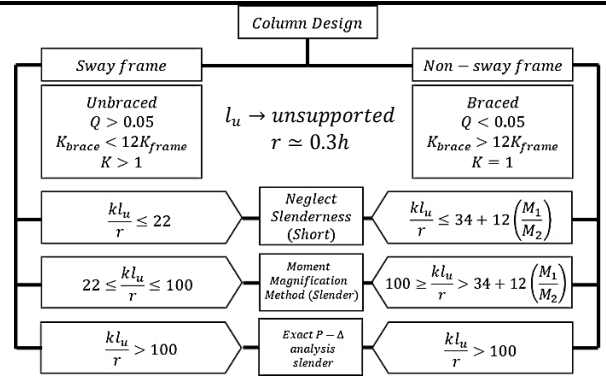 Column Design
Sway frame
Non − sway frame
Unbraced
Q > 0.05
K_brace < 12K_frame
K > 1
l_u → unsupported
r ≃ 0.3h
Braced
Q < 0.05
K_brace > 12K_frame
K = 1
kl_u/r ≤ 22
Neglect
Slenderness
(Short)
kl_u/r ≤ 34 + 12(M_1/M_2)
22 ≤ kl_u/r ≤ 100
Moment
Magnification
Method (Slender)
100 ≥ kl_u/r > 34 + 12(M_1/M_2)
kl_u/r > 100
Exact P − Δ
analysis
slender
kl_u/r > 100